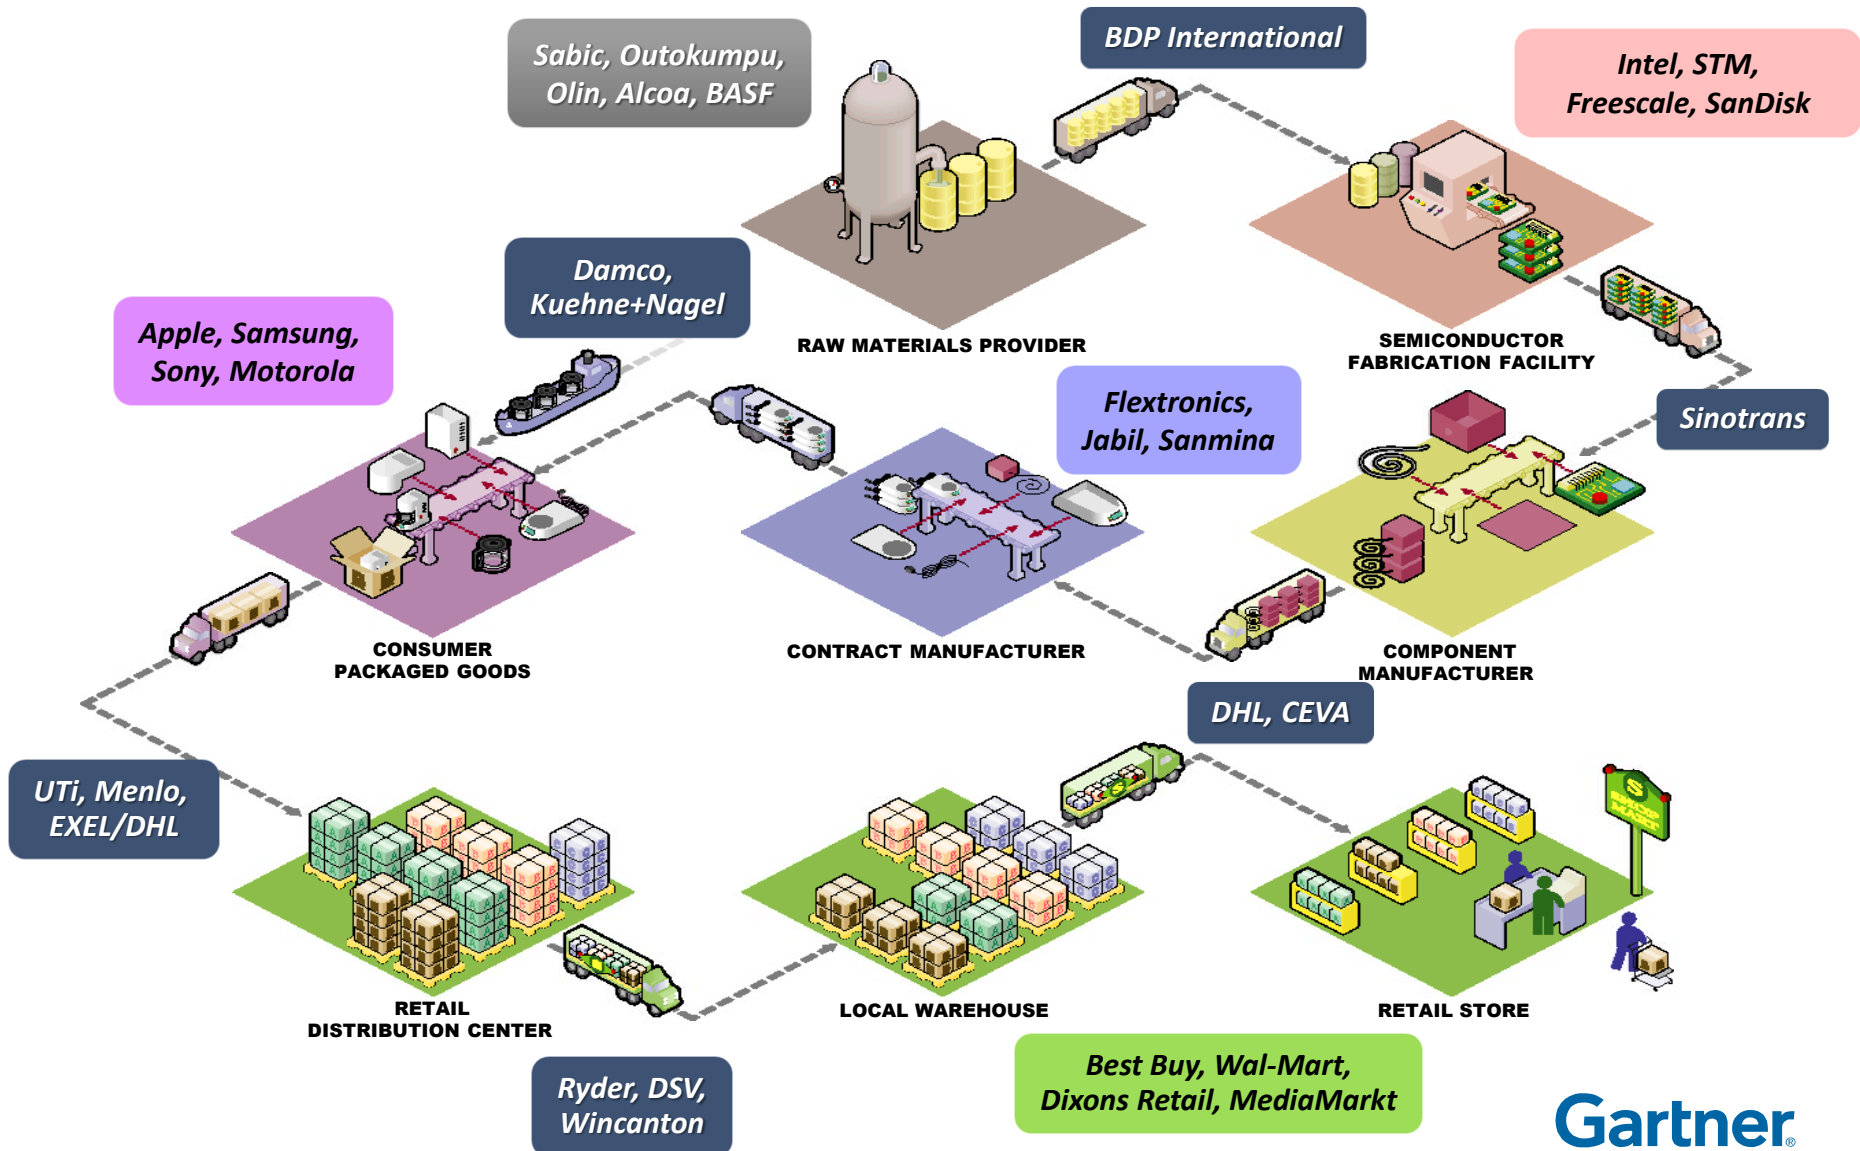 BDP International
Sabic, Outokumpu,
Olin, Alcoa, BASF
Intel, STM,
Freescale, SanDisk
Damco,
Kuehne+Nagel
RAW MATERIALS PROVIDER
SEMICONDUCTOR
FABRICATION FACILITY
Apple, Samsung,
Sony, Motorola
Flextronics,
Jabil, Sanmina
Sinotrans
CONSUMER
PACKAGED GOODS
CONTRACT MANUFACTURER
COMPONENT
MANUFACTURER
DHL, CEVA
UTi, Menlo,
EXEL/DHL
RETAIL
DISTRIBUTION CENTER
LOCAL WAREHOUSE
RETAIL STORE
Ryder, DSV,
Wincanton
Best Buy, Wal-Mart,
Dixons Retail, MediaMarkt
Gartner®